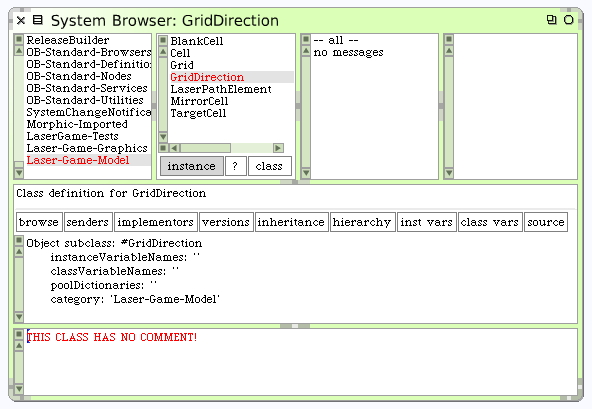 System Browser: GridDirection
ReleaseBuilder
OB-Standard-Browsers
OB-Standard-Definitio
OB-Standard-Nodes
OB-Standard-Services
OB-Standard-Utilities
SystemChangeNotifica
Morphic-Imported
LaserGame-Tests
Laser-Game-Graphics
Laser-Game-Model
BlankCell
Cell
Grid
GridDirection
LaserPathElement
MirrorCell
TargetCell
instance ? class
-- all --
no messages
Class definition for GridDirection
browse senders implementors versions inheritance hierarchy inst vars class vars source
Object subclass: #GridDirection
instanceVariableNames: ''
classVariableNames: ''
poolDictionaries: ''
category: 'Laser-Game-Model'
THIS CLASS HAS NO COMMENT!